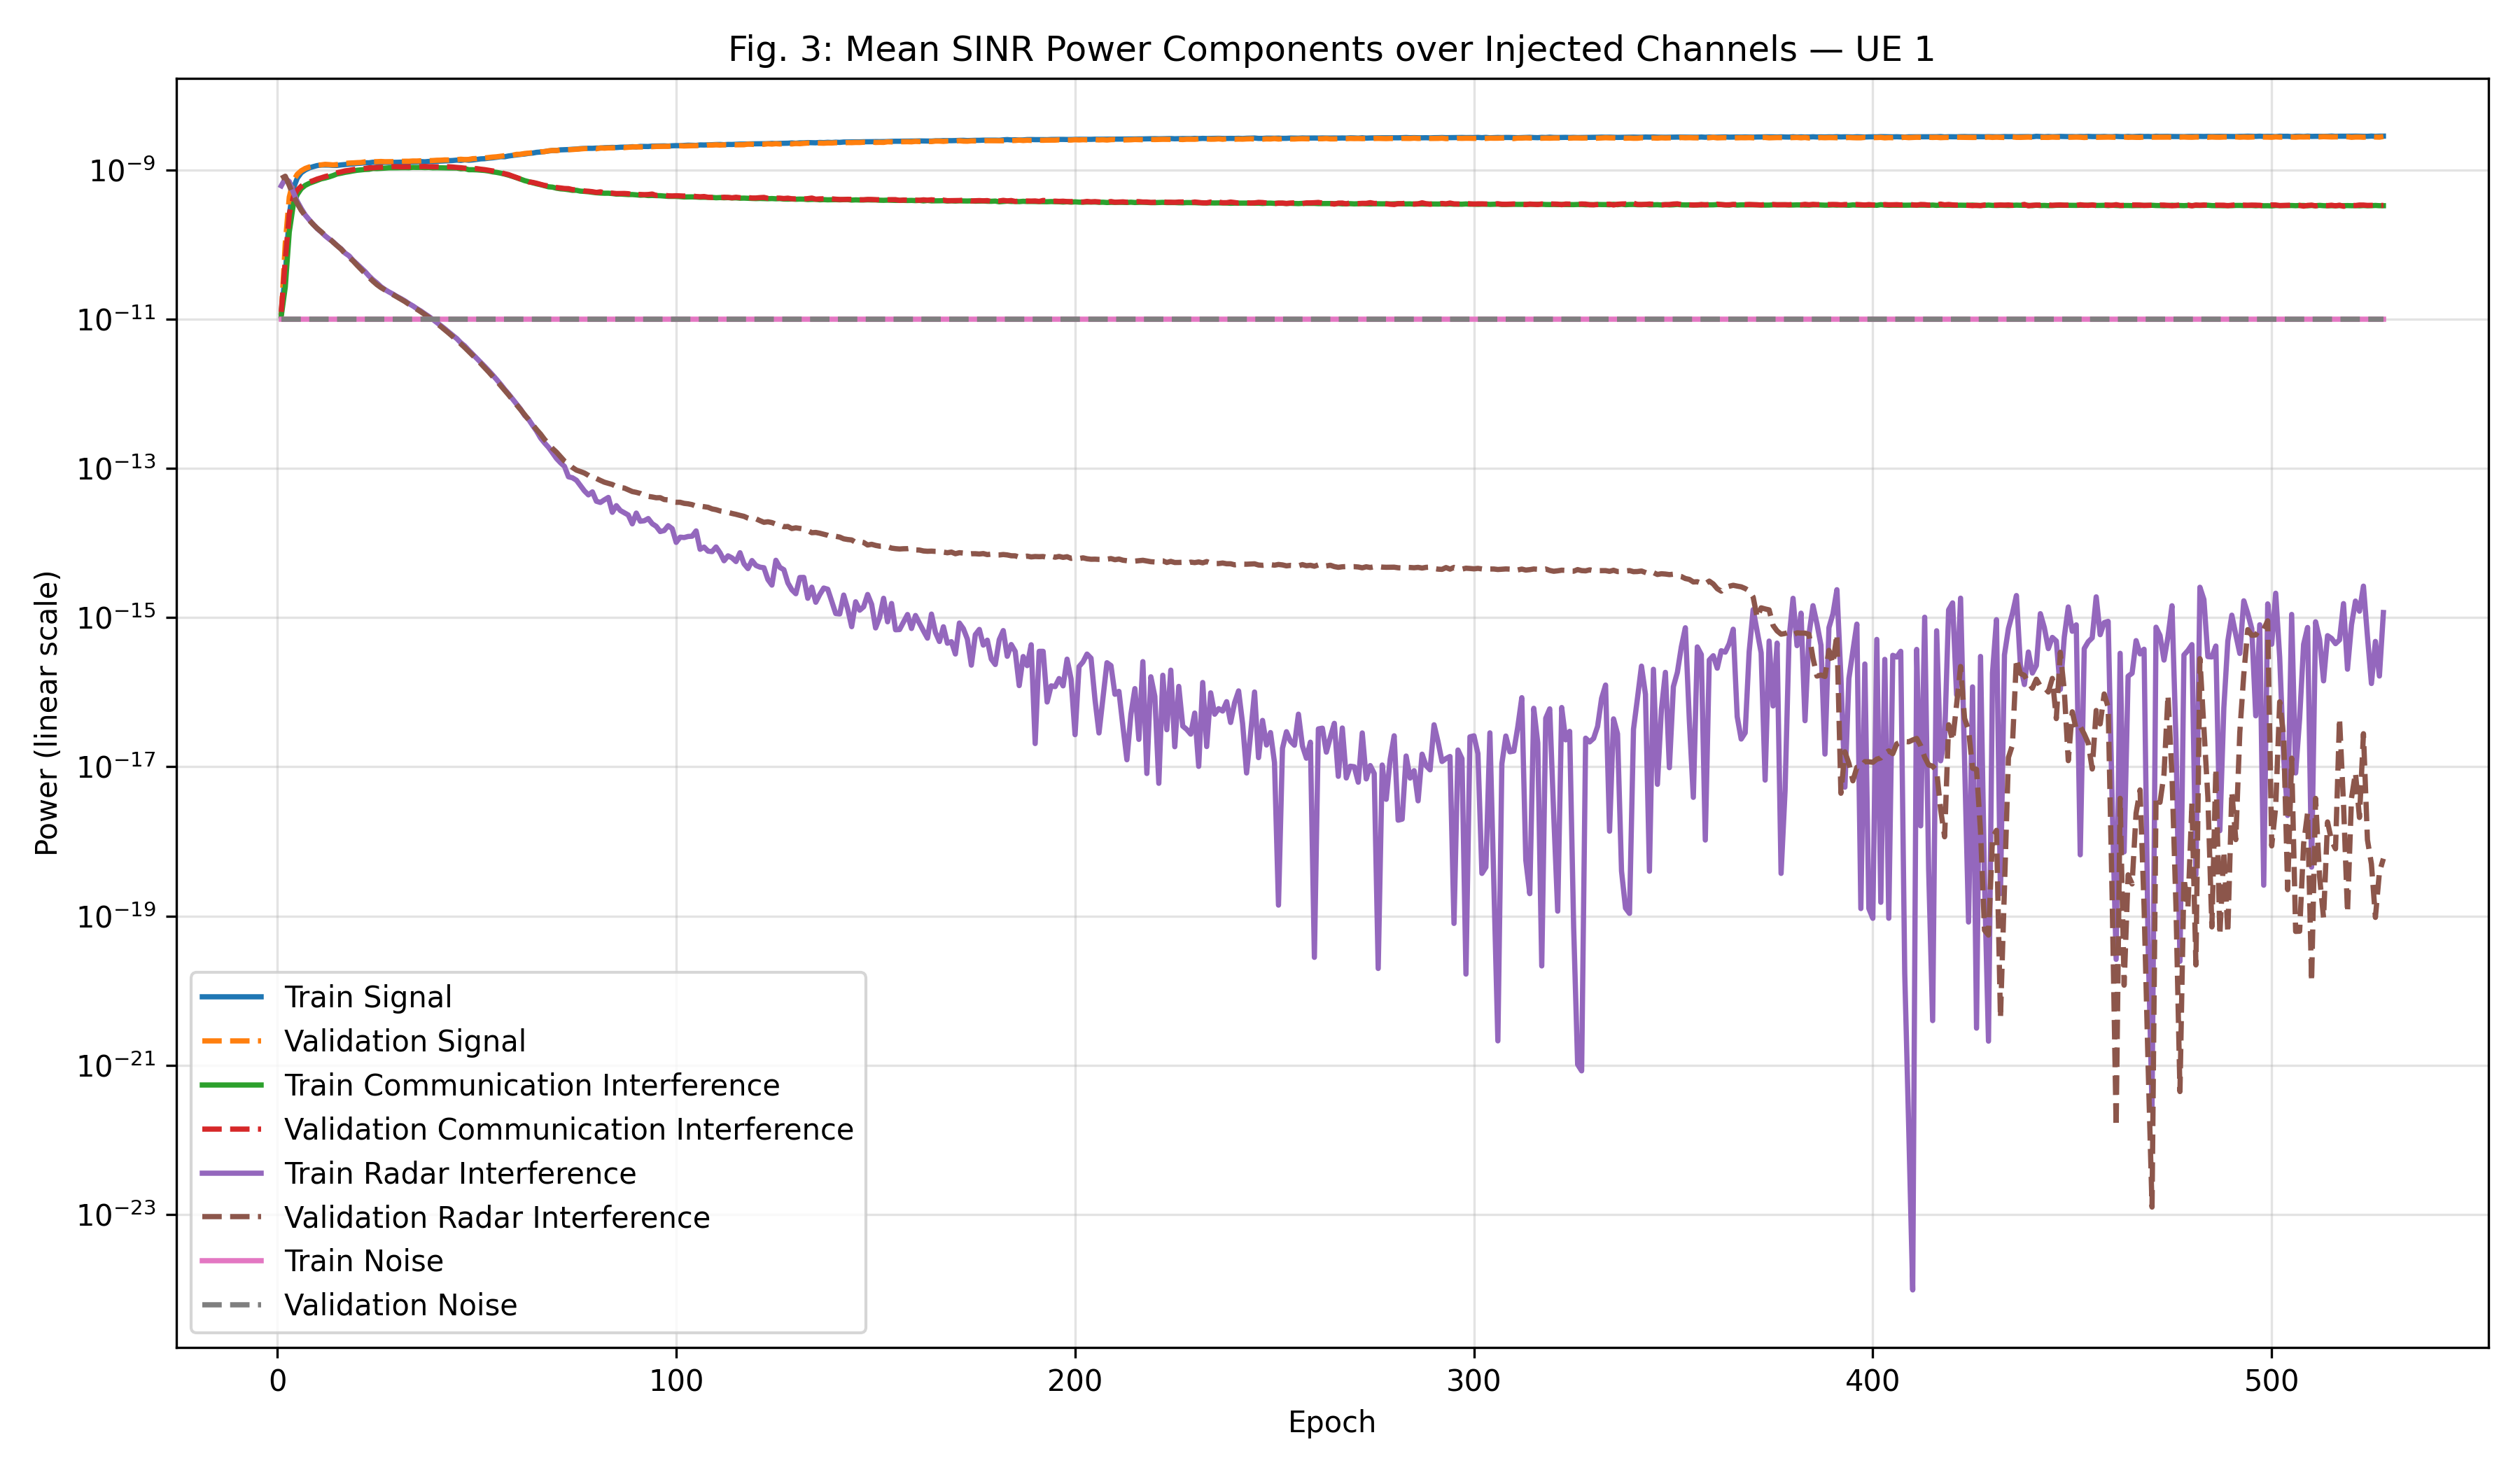 Fig. 3: Mean SINR Power Components over Injected Channels — UE 1
Power (linear scale)
10⁻⁹
10⁻¹¹
10⁻¹³
10⁻¹⁵
10⁻¹⁷
10⁻¹⁹
10⁻²¹
10⁻²³
Train Signal
Validation Signal
Train Communication Interference
Validation Communication Interference
Train Radar Interference
Validation Radar Interference
Train Noise
Validation Noise
0 100 200 300 400 500
Epoch